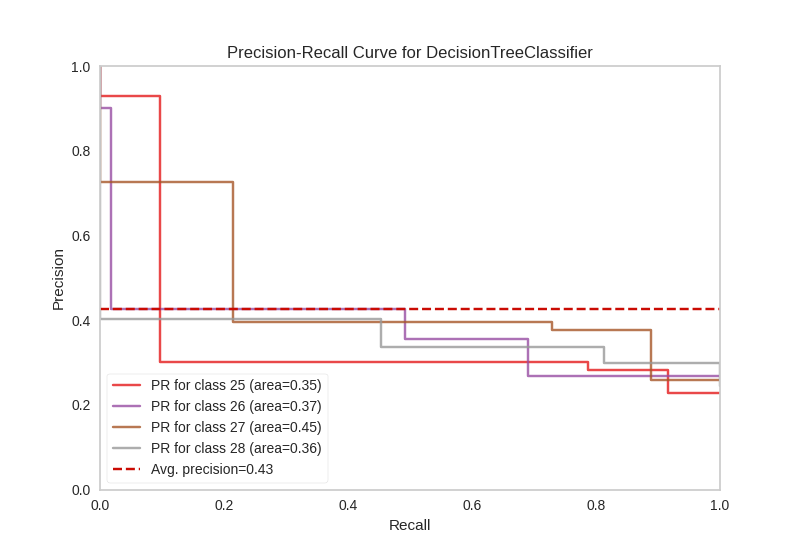 Precision-Recall Curve for DecisionTreeClassifier
1.0
0.8
0.6
0.4
0.2
0.0
Precision
PR for class 25 (area=0.35)
PR for class 26 (area=0.37)
PR for class 27 (area=0.45)
PR for class 28 (area=0.36)
Avg. precision=0.43
0.0 0.2 0.4 0.6 0.8 1.0
Recall